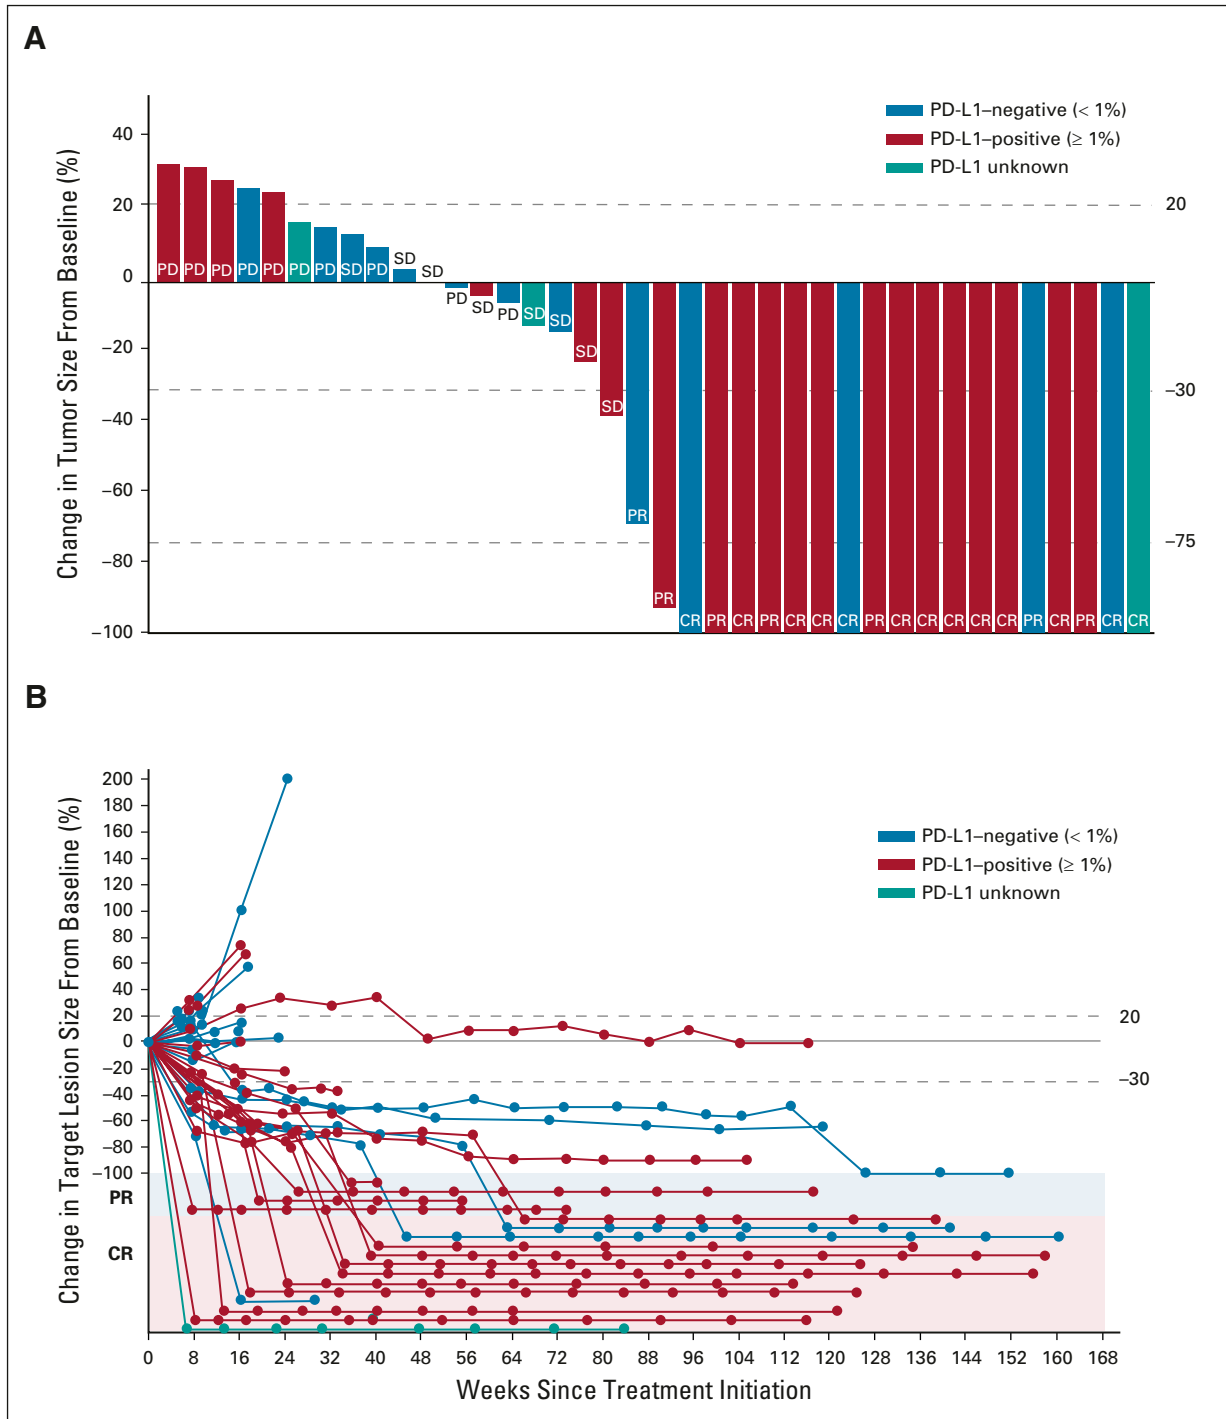 A
Change in Tumor Size From Baseline (%)
40
20
0
−20
−40
−60
−80
−100
PD-L1–negative (< 1%)
PD-L1–positive (≥ 1%)
PD-L1 unknown
20
−30
−75
PD PD PD PD PD PD PD SD PD SD SD PD SD PD SD SD SD SD PR PR CR PR CR PR CR CR CR PR CR CR CR CR CR PR CR PR CR CR
B
Change in Target Lesion Size From Baseline (%)
200
180
160
140
120
100
80
60
40
20
0
−20
−40
−60
−80
−100
PR
CR
PD-L1–negative (< 1%)
PD-L1–positive (≥ 1%)
PD-L1 unknown
20
−30
0 8 16 24 32 40 48 56 64 72 80 88 96 104 112 120 128 136 144 152 160 168
Weeks Since Treatment Initiation